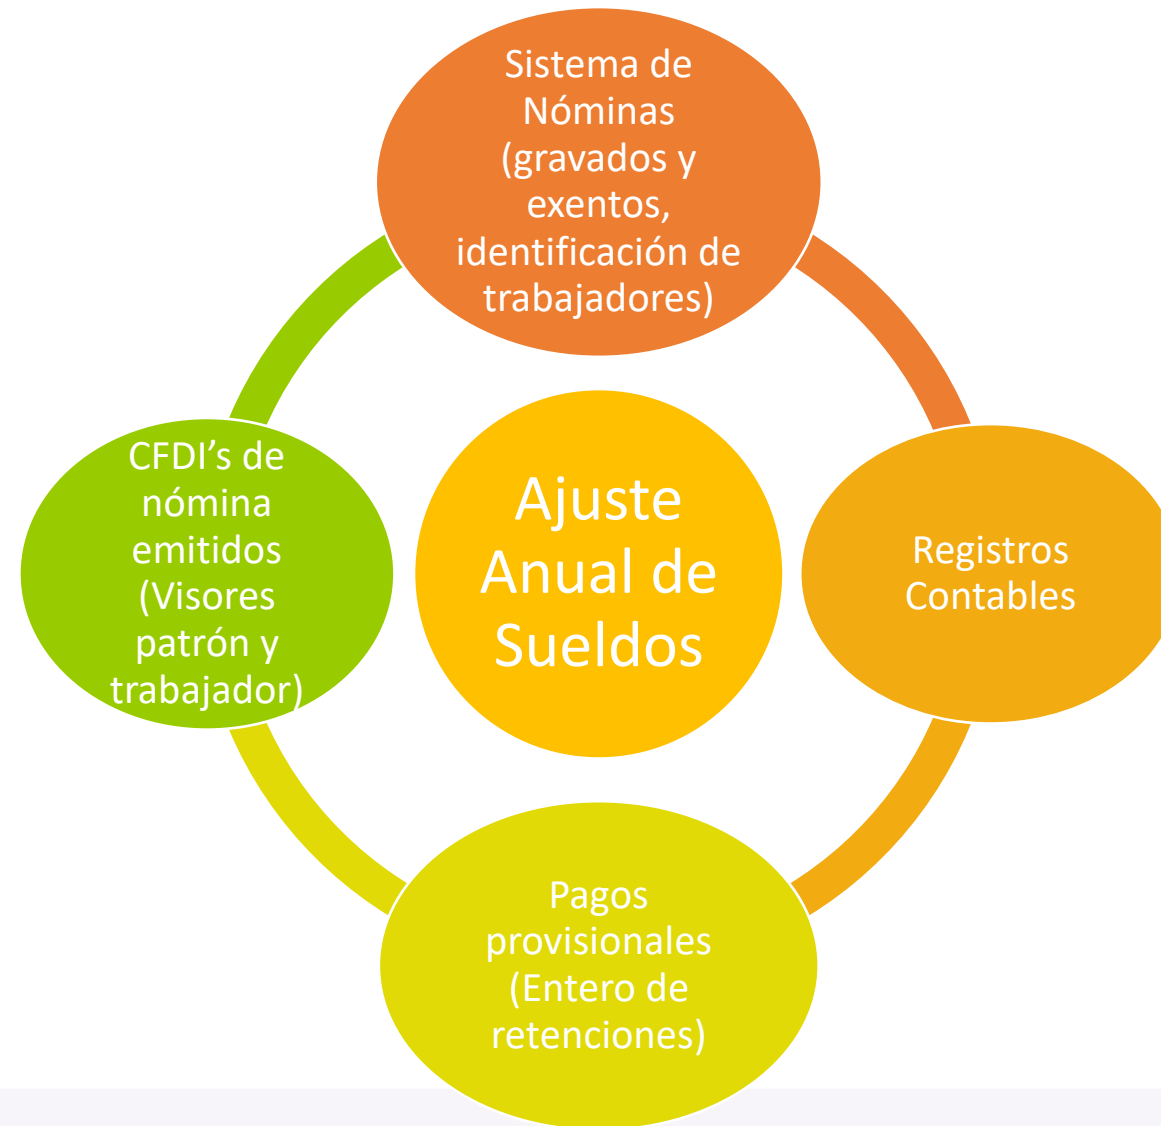 Sistema de
Nóminas
(gravados y
exentos,
identificación de
trabajadores)
Registros
Contables
Pagos
provisionales
(Entero de
retenciones)
CFDI’s de
nómina
emitidos
(Visores
patrón y
trabajador)
Ajuste
Anual de
Sueldos